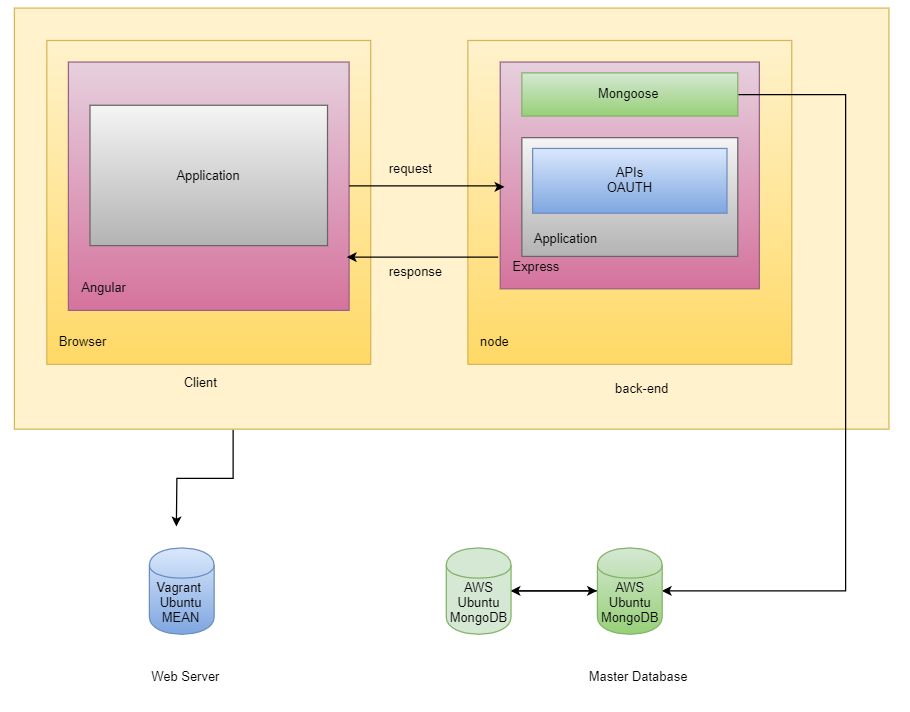 Mongoose
request
Application
APIs
OAUTH
Application
Express
response
Angular
Browser
node
Client
back-end
Vagrant
Ubuntu
MEAN
AWS
Ubuntu
MongoDB
AWS
Ubuntu
MongoDB
Web Server
Master Database